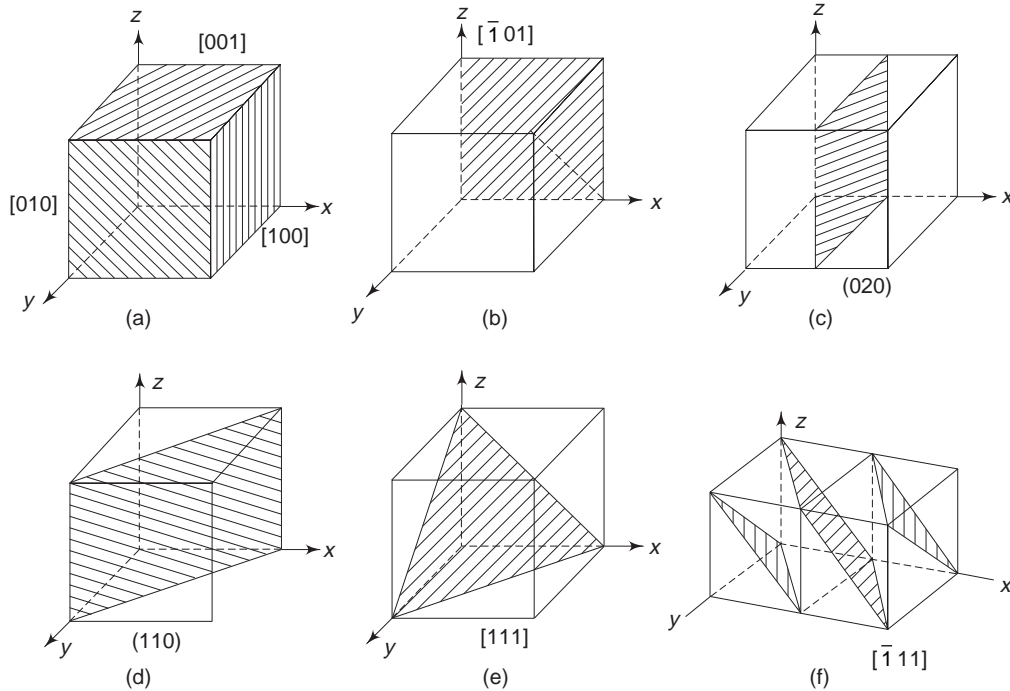 z
[001]
[010]
x
[100]
y
(a)
z
[1̅ 01]
x
y
(b)
z
x
y
(020)
(c)
z
x
y
(110)
(d)
z
x
y
[111]
(e)
z
x
y
[1̅ 11]
(f)